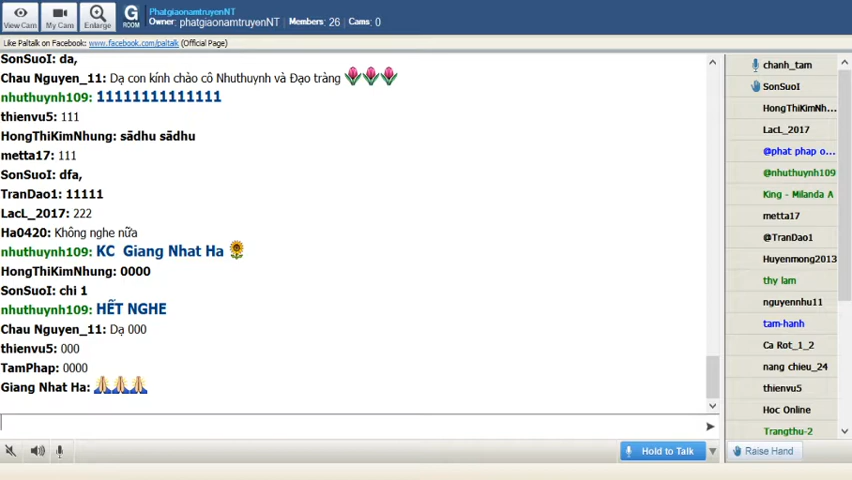 View Cam
My Cam
Enlarge
G
ROOM
PhatgiaonamtruyenNT
Owner: phatgiaonamtruyenNT Members: 26 Cams: 0
Like Paltalk on Facebook: www.facebook.com/paltalk (Official Page)
SonSuoI: da,
Chau Nguyen_11: Dạ con kính chào cô Nhuthuynh và Đạo tràng
nhuthuynh109: 11111111111111
thienvu5: 111
HongThiKimNhung: sādhu sādhu
metta17: 111
SonSuoI: dfa,
TranDao1: 11111
LacL_2017: 222
Ha0420: Không nghe nữa
nhuthuynh109: KC Giang Nhat Ha
HongThiKimNhung: 0000
SonSuoI: chi 1
nhuthuynh109: HẾT NGHE
Chau Nguyen_11: Dạ 000
thienvu5: 000
TamPhap: 0000
Giang Nhat Ha:
Hold to Talk
chanh_tam
SonSuoI
HongThiKimNh...
LacL_2017
@phat phap o...
@nhuthuynh109
King - Milanda A
metta17
@TranDao1
Huyenmong2013
thy lam
nguyennhu11
tam-hanh
Ca Rot_1_2
nang chieu_24
thienvu5
Hoc Online
Trangthu-2
Raise Hand